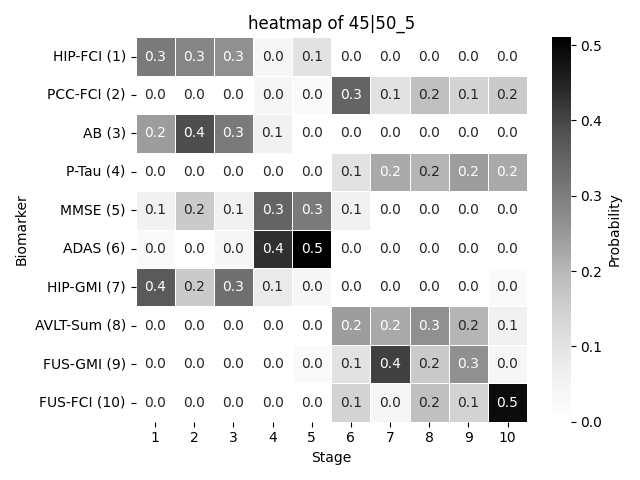 heatmap of 45|50_5
HIP-FCI (1) 0.3 0.3 0.3 0.0 0.1 0.0 0.0 0.0 0.0 0.0
PCC-FCI (2) 0.0 0.0 0.0 0.0 0.0 0.3 0.1 0.2 0.1 0.2
AB (3) 0.2 0.4 0.3 0.1 0.0 0.0 0.0 0.0 0.0 0.0
P-Tau (4) 0.0 0.0 0.0 0.0 0.0 0.1 0.2 0.2 0.2 0.2
MMSE (5) 0.1 0.2 0.1 0.3 0.3 0.1 0.0 0.0 0.0 0.0
ADAS (6) 0.0 0.0 0.0 0.4 0.5 0.0 0.0 0.0 0.0 0.0
HIP-GMI (7) 0.4 0.2 0.3 0.1 0.0 0.0 0.0 0.0 0.0 0.0
AVLT-Sum (8) 0.0 0.0 0.0 0.0 0.0 0.2 0.2 0.3 0.2 0.1
FUS-GMI (9) 0.0 0.0 0.0 0.0 0.0 0.1 0.4 0.2 0.3 0.0
FUS-FCI (10) 0.0 0.0 0.0 0.0 0.0 0.1 0.0 0.2 0.1 0.5
1 2 3 4 5 6 7 8 9 10
Stage
Biomarker
0.5
0.4
0.3
0.2
0.1
0.0
Probability